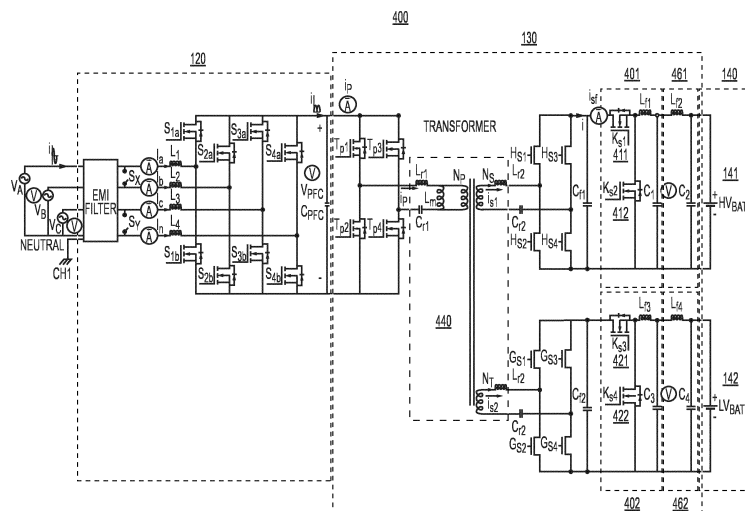 400
120
130
401
461
140
TRANSFORMER
S1a
S3a
S2a
S4a
iP
A
isf
A
i
Lf1
Lf2
Ks1
411
Tp1
Tp3
Lr1
NP
NS
Lr2
HS1
HS3
L1
L2
L3
L4
a
b
c
n
A
A
A
A
SX
SY
EMI
FILTER
VA
VB
VC
V
V
NEUTRAL
CH1
V
VPFC
CPFC
+
-
iP
Lm
Cr1
is1
Cr2
Cf1
Ks2
412
C1
V
C2
+
-
141
HVBAT
Tp2
Tp4
HS2
HS4
S1b
S3b
S2b
S4b
440
NT
Lr2
is2
Cr2
GS1
GS3
GS2
GS4
Cf2
Lf3
Lf4
Ks3
421
Ks4
422
C3
V
C4
+
-
142
LVBAT
402
462